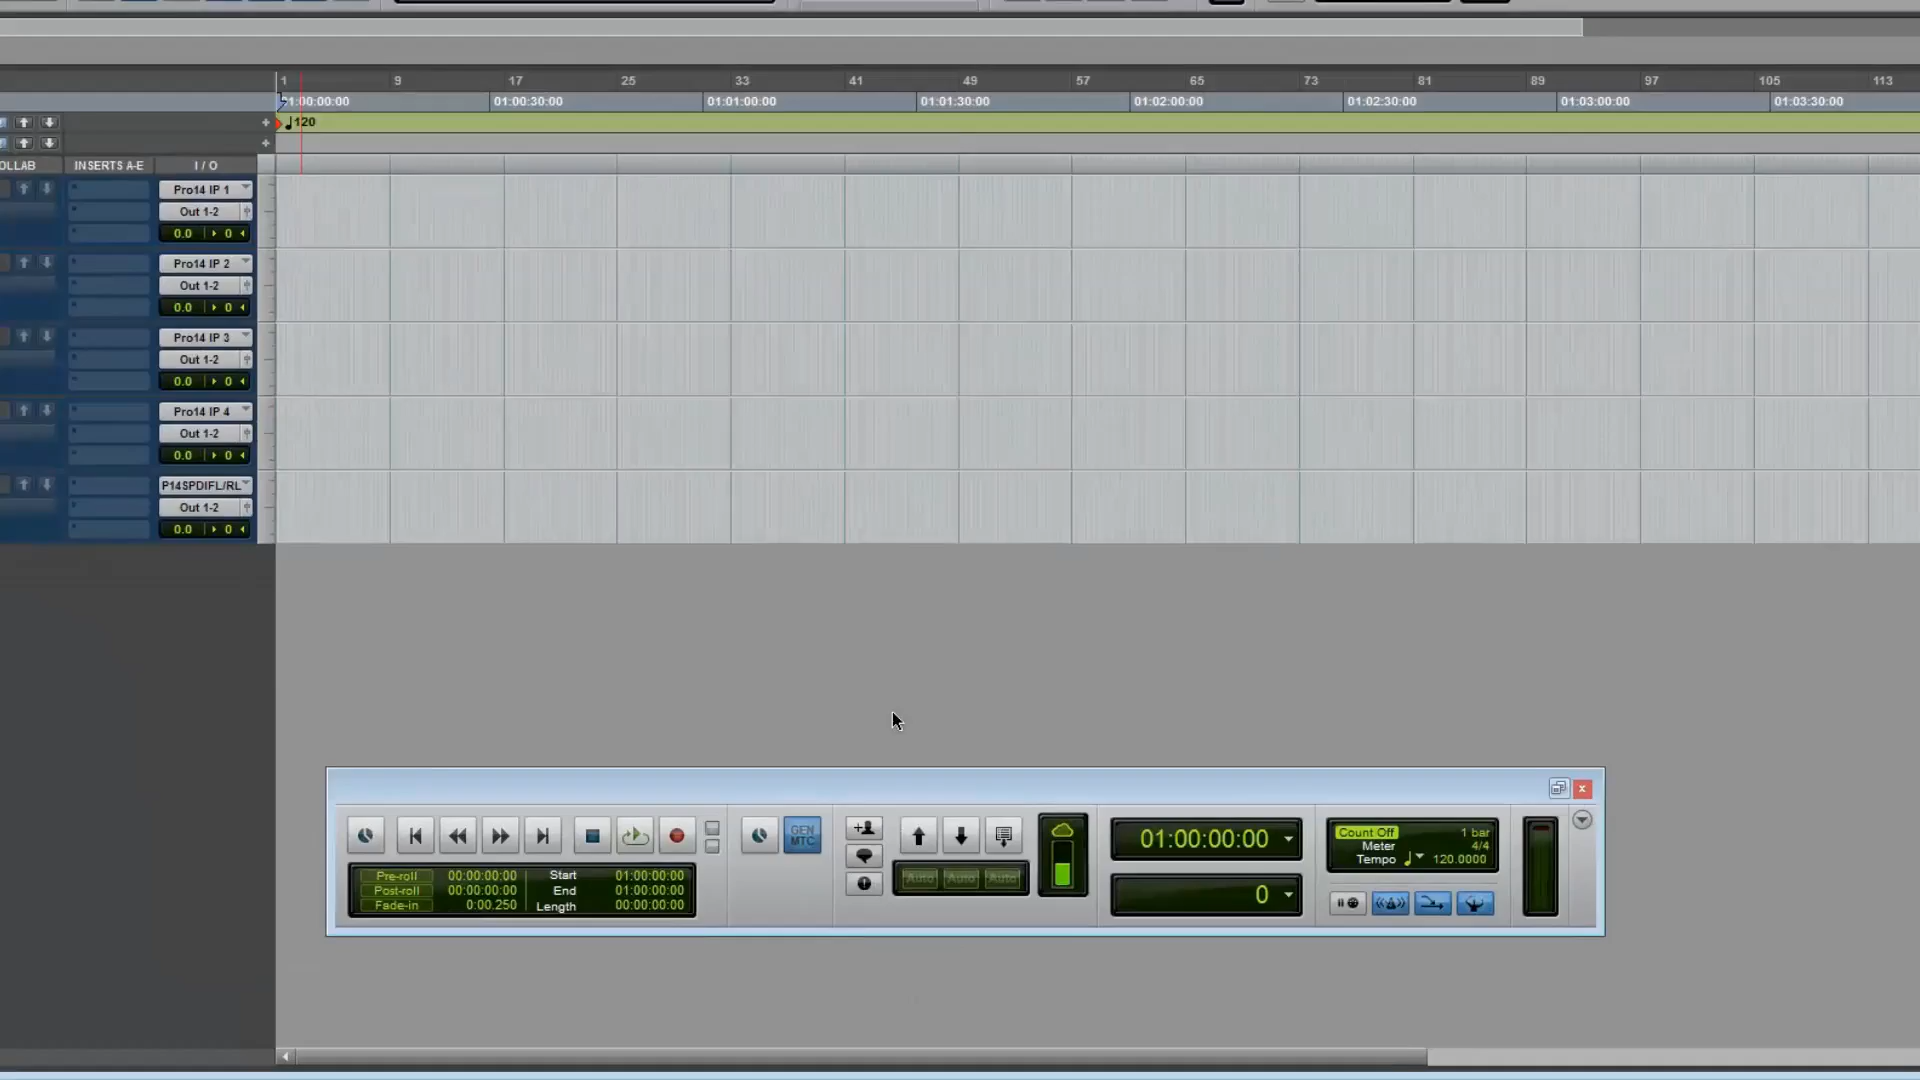 1 9 17 25 33 41 49 57 65 73 81 89 97 105 113
1:00:00:00 01:00:30:00 01:01:00:00 01:01:30:00 01:02:00:00 01:02:30:00 01:03:00:00 01:03:30:00
+ ♩120
+
OLLAB INSERTS A-E I / O
Pro14 IP 1
Out 1-2
0.0 0
Pro14 IP 2
Out 1-2
0.0 0
Pro14 IP 3
Out 1-2
0.0 0
Pro14 IP 4
Out 1-2
0.0 0
P14SPDIFL/RL
Out 1-2
0.0 0
GEN
MTC
Pre-roll 00:00:00:00 Start 01:00:00:00
Post-roll 00:00:00:00 End 01:00:00:00
Fade-in 0:00.250 Length 00:00:00:00
Auto Auto Auto
01:00:00:00
0
Count Off 1 bar
Meter 4/4
Tempo ♩ 120.0000